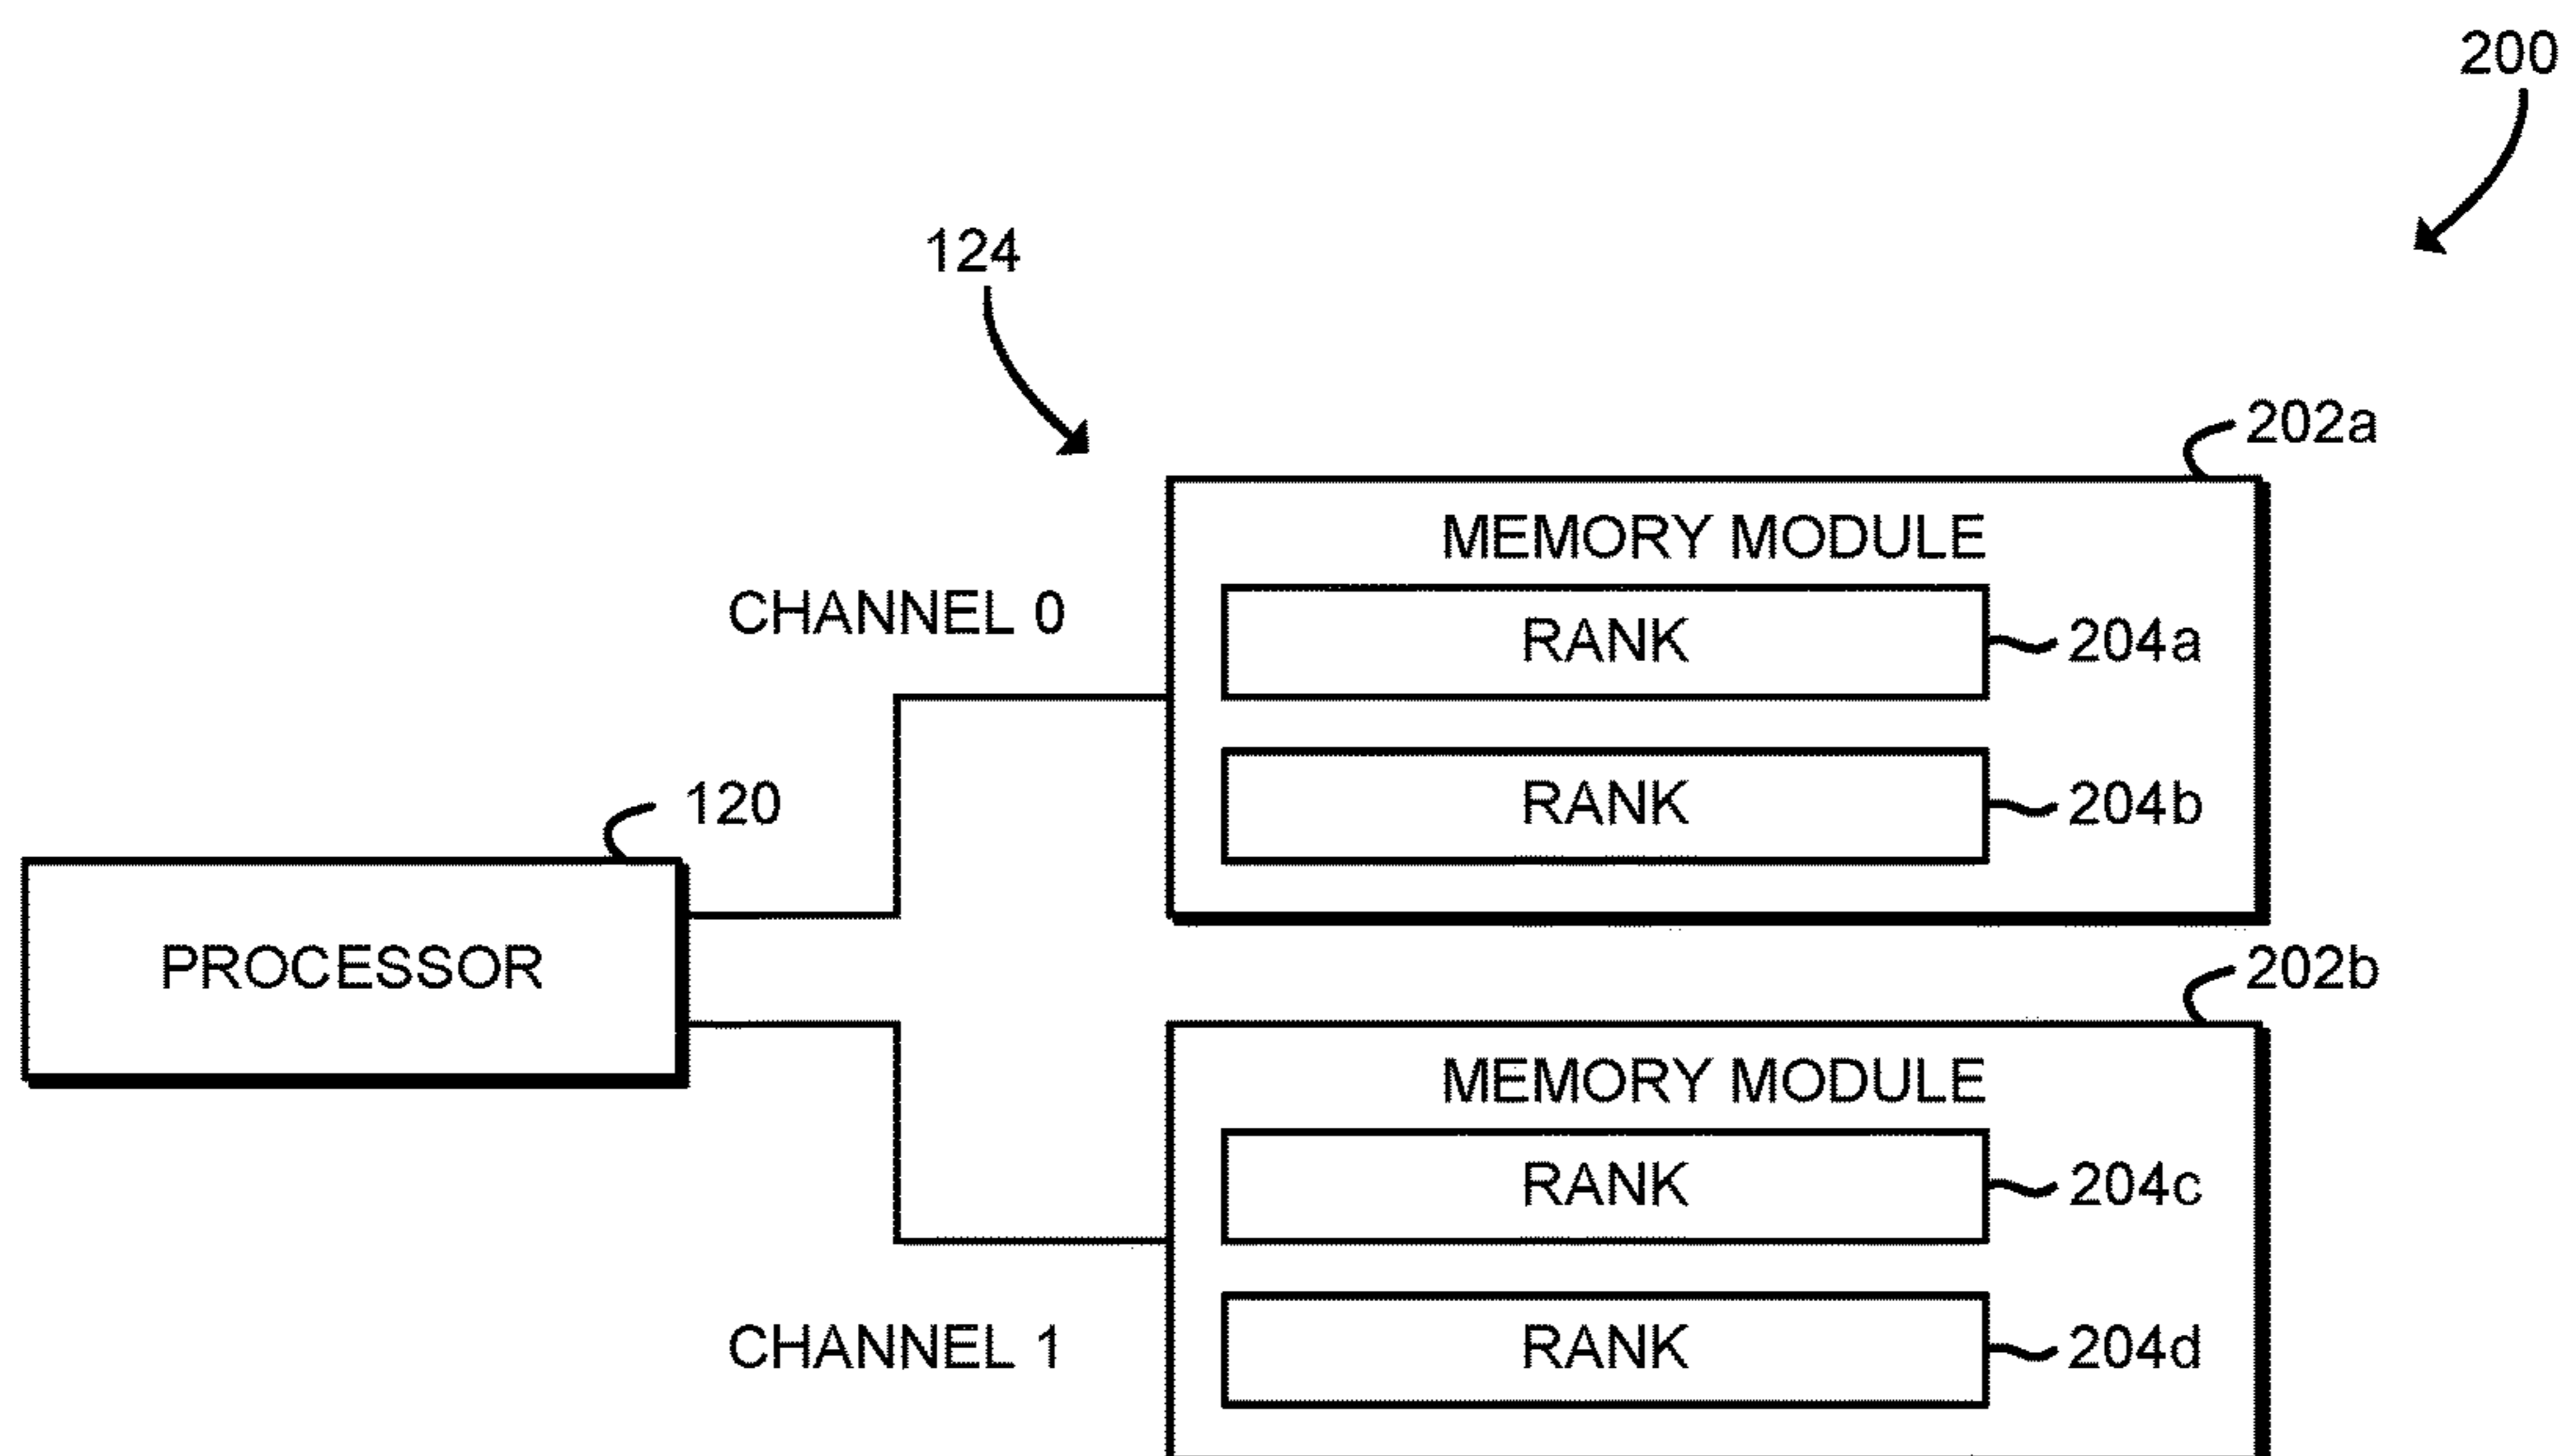 200
124
202a
MEMORY MODULE
CHANNEL 0
RANK 204a
RANK 204b
120
PROCESSOR
202b
MEMORY MODULE
RANK 204c
CHANNEL 1
RANK 204d